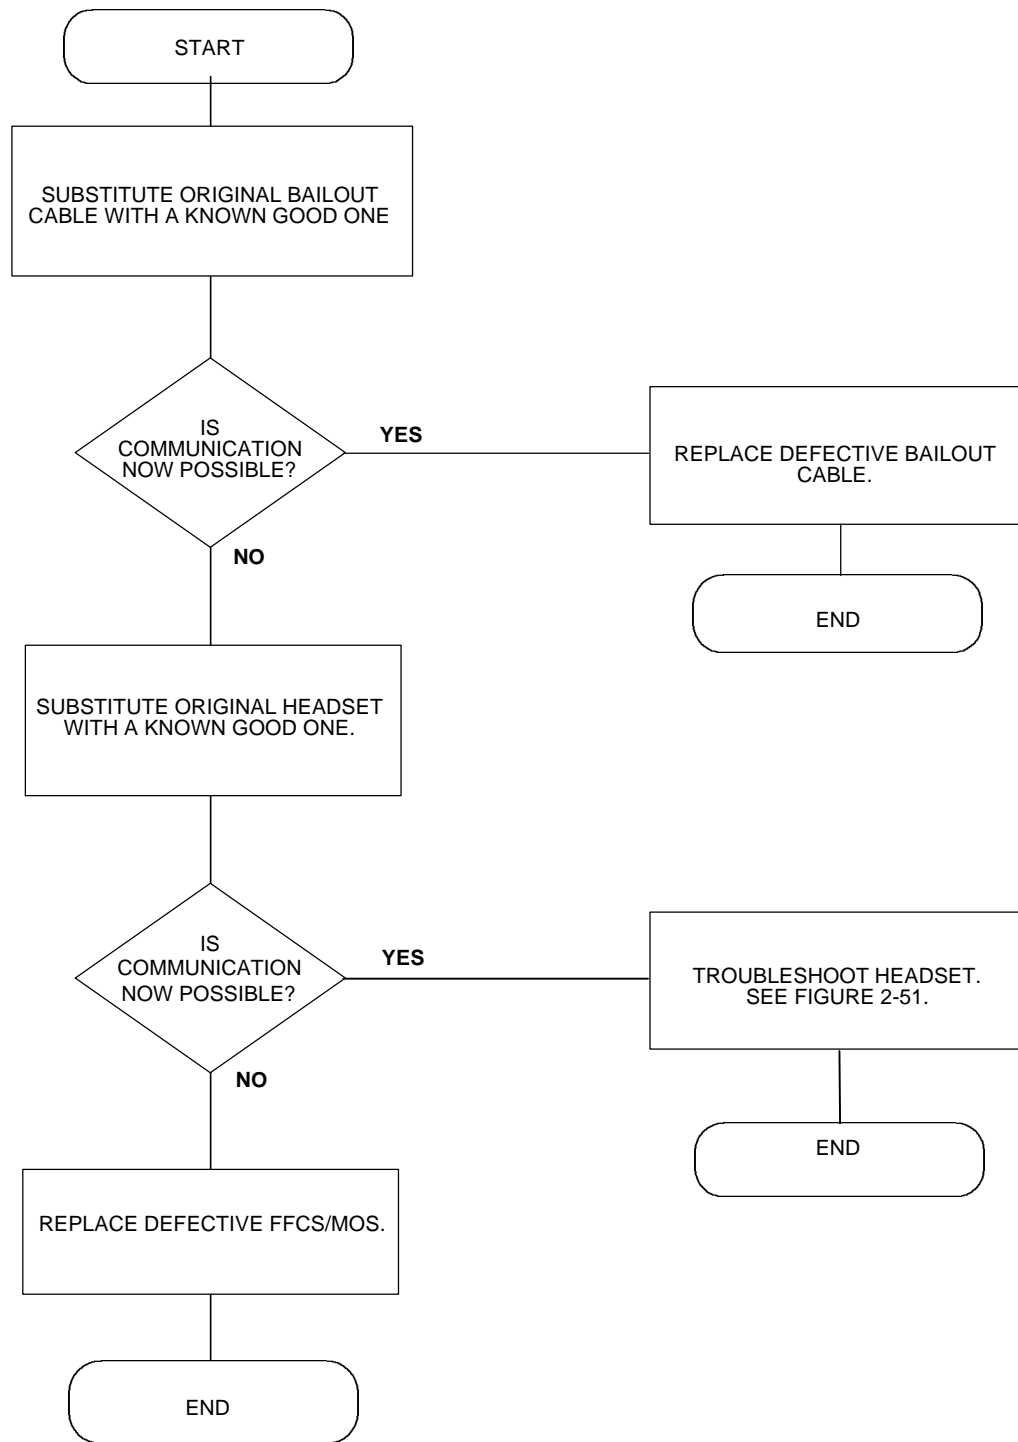 START
SUBSTITUTE ORIGINAL BAILOUT
CABLE WITH A KNOWN GOOD ONE
IS
COMMUNICATION
NOW POSSIBLE?
YES
REPLACE DEFECTIVE BAILOUT
CABLE.
END
NO
SUBSTITUTE ORIGINAL HEADSET
WITH A KNOWN GOOD ONE.
IS
COMMUNICATION
NOW POSSIBLE?
YES
TROUBLESHOOT HEADSET.
SEE FIGURE 2-51.
END
NO
REPLACE DEFECTIVE FFCS/MOS.
END